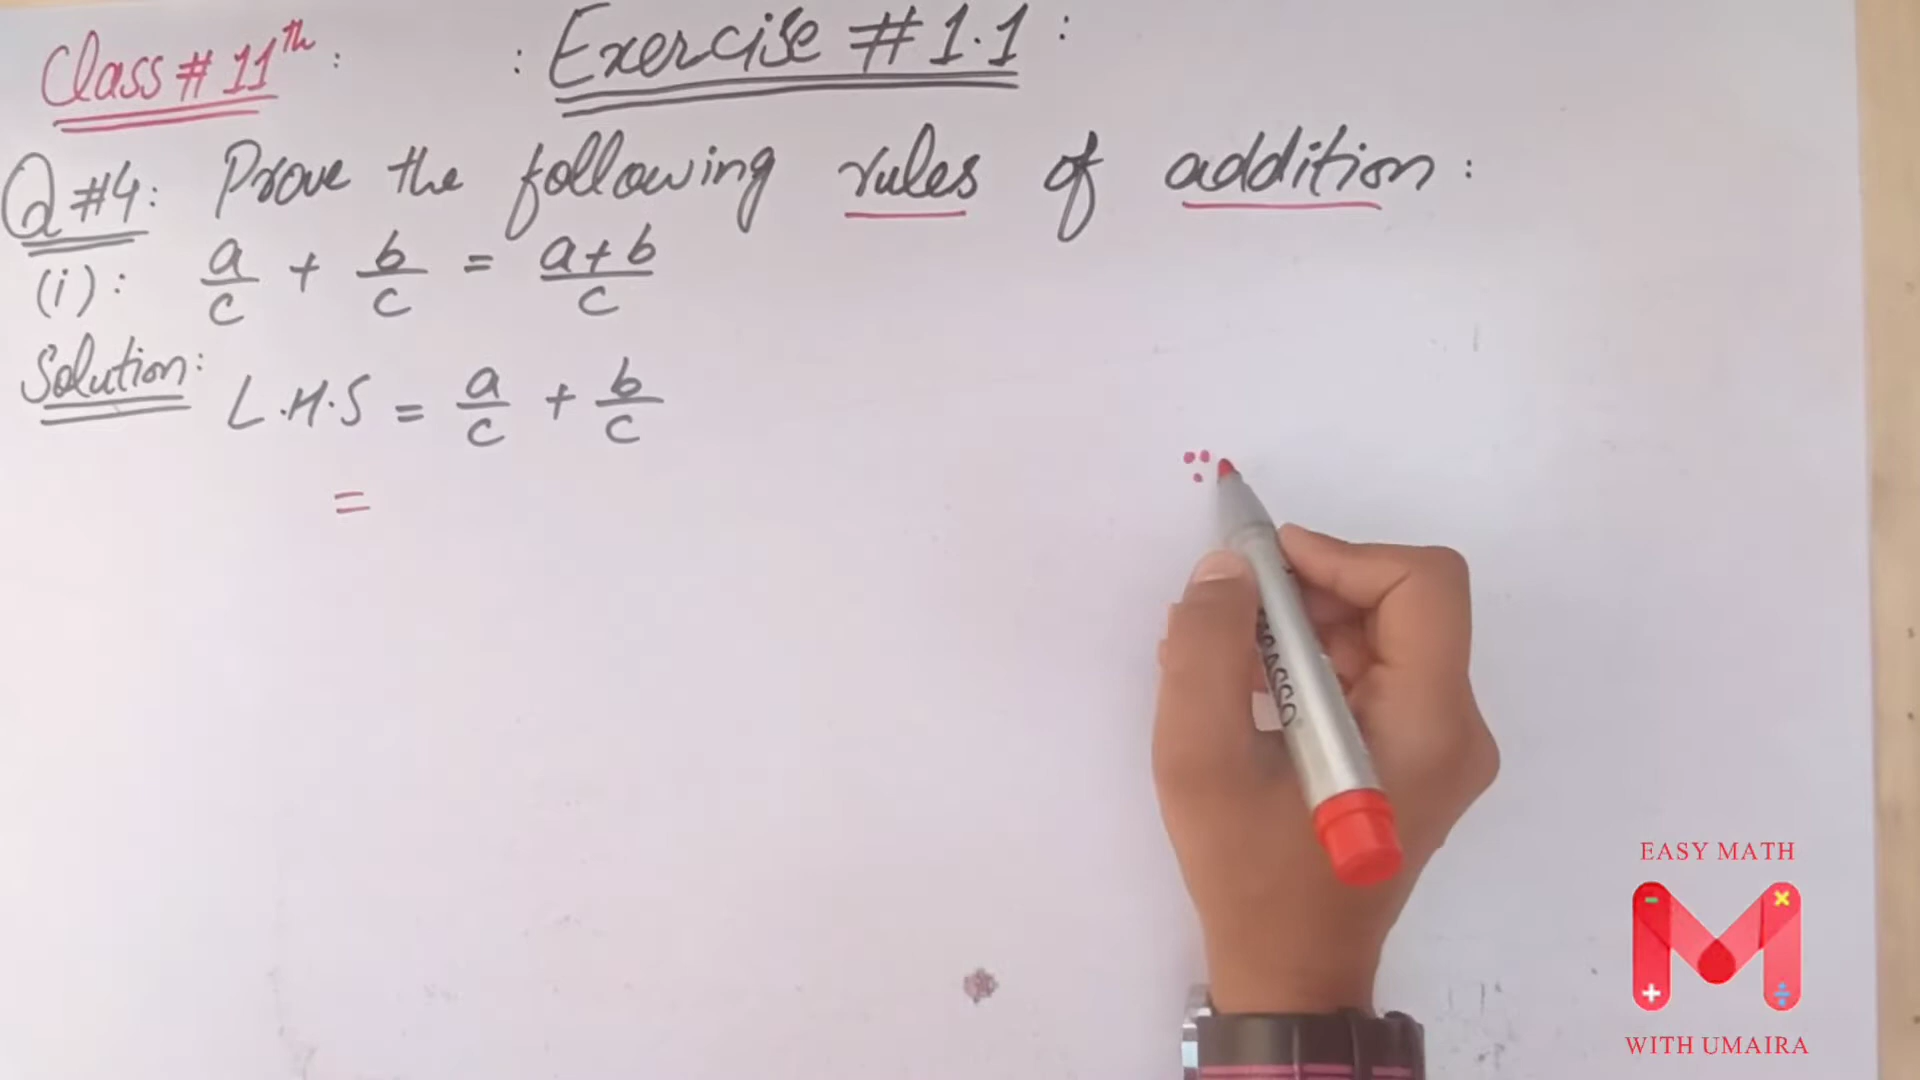 Class # 11th :
: Exercise # 1.1 :
Q #4: Prove the following rules of addition :
(i) : a/c + b/c = a+b/c
Solution:
L.H.S = a/c + b/c
= ∵
EASY MATH
WITH UMAIRA